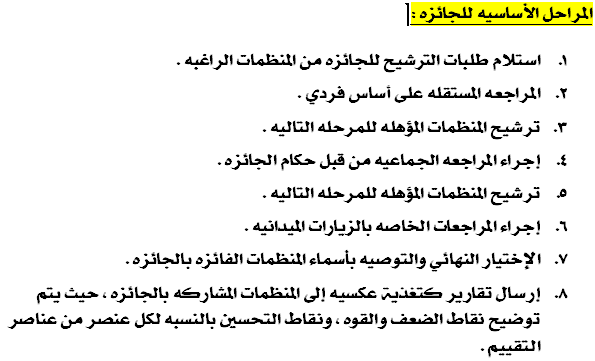 المراحل الأساسيه للجائزه :
١. استلام طلبات الترشيح للجائزه من المنظمات الراغبه .
٢. المراجعه المستقله على أساس فردي .
٣. ترشيح المنظمات المؤهله للمرحله التاليه .
٤. إجراء المراجعه الجماعيه من قبل حكام الجائزه .
٥. ترشيح المنظمات المؤهله للمرحله التاليه .
٦. إجراء المراجعات الخاصه بالزيارات الميدانيه .
٧. الإختيار النهائي والتوصيه بأسماء المنظمات الفائزه بالجائزه .
٨. إرسال تقارير كتغذية عكسيه إلى المنظمات المشاركه بالجائزه ، حيث يتم
توضيح نقاط الضعف والقوه ، ونقاط التحسين بالنسبه لكل عنصر من عناصر
التقييم .